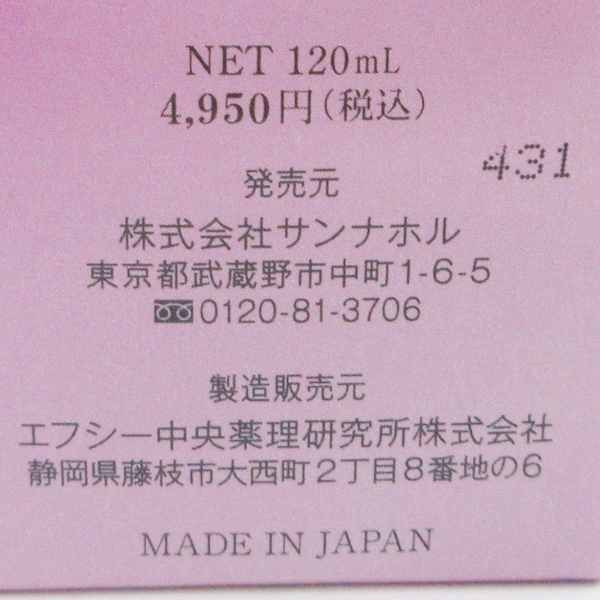 NET 120mL
4,950円(税込)
431
発売元
株式会社サンナホル
東京都武蔵野市中町1-6-5
0120-81-3706
製造販売元
エフシー中央薬理研究所株式会社
静岡県藤枝市大西町2丁目8番地の6
MADE IN JAPAN